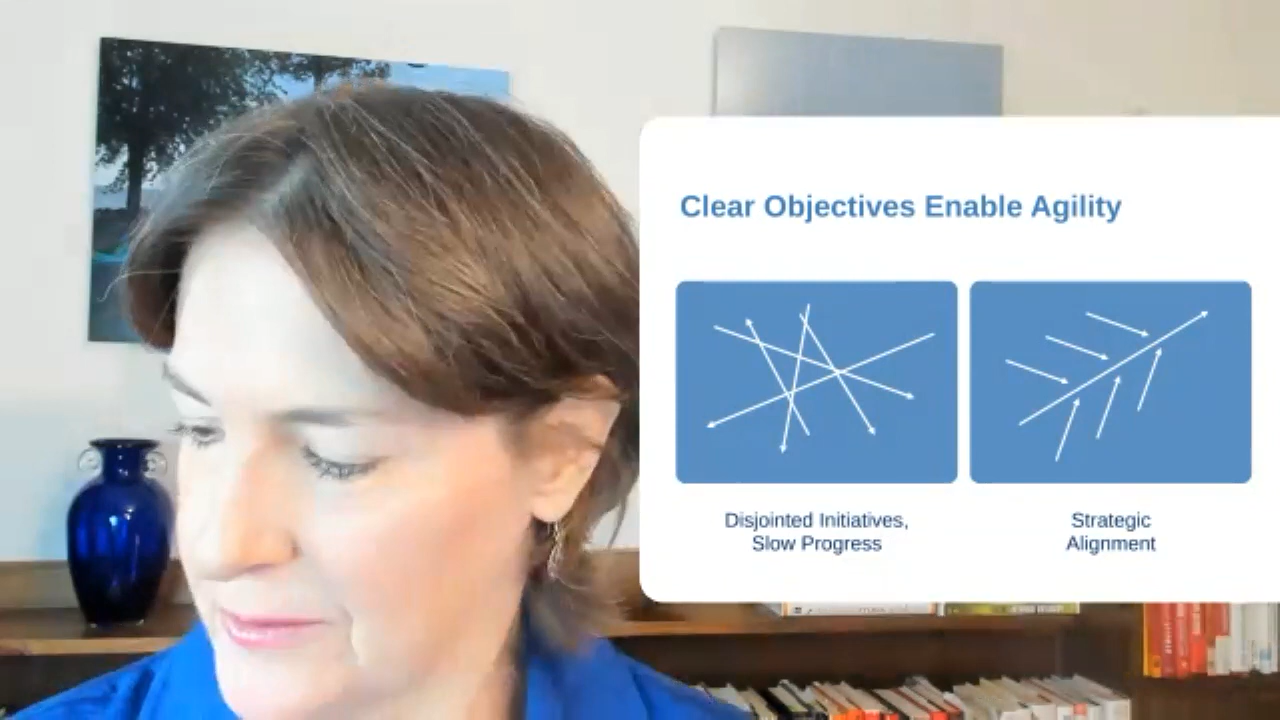 Clear Objectives Enable Agility
Disjointed Initiatives,
Slow Progress
Strategic
Alignment